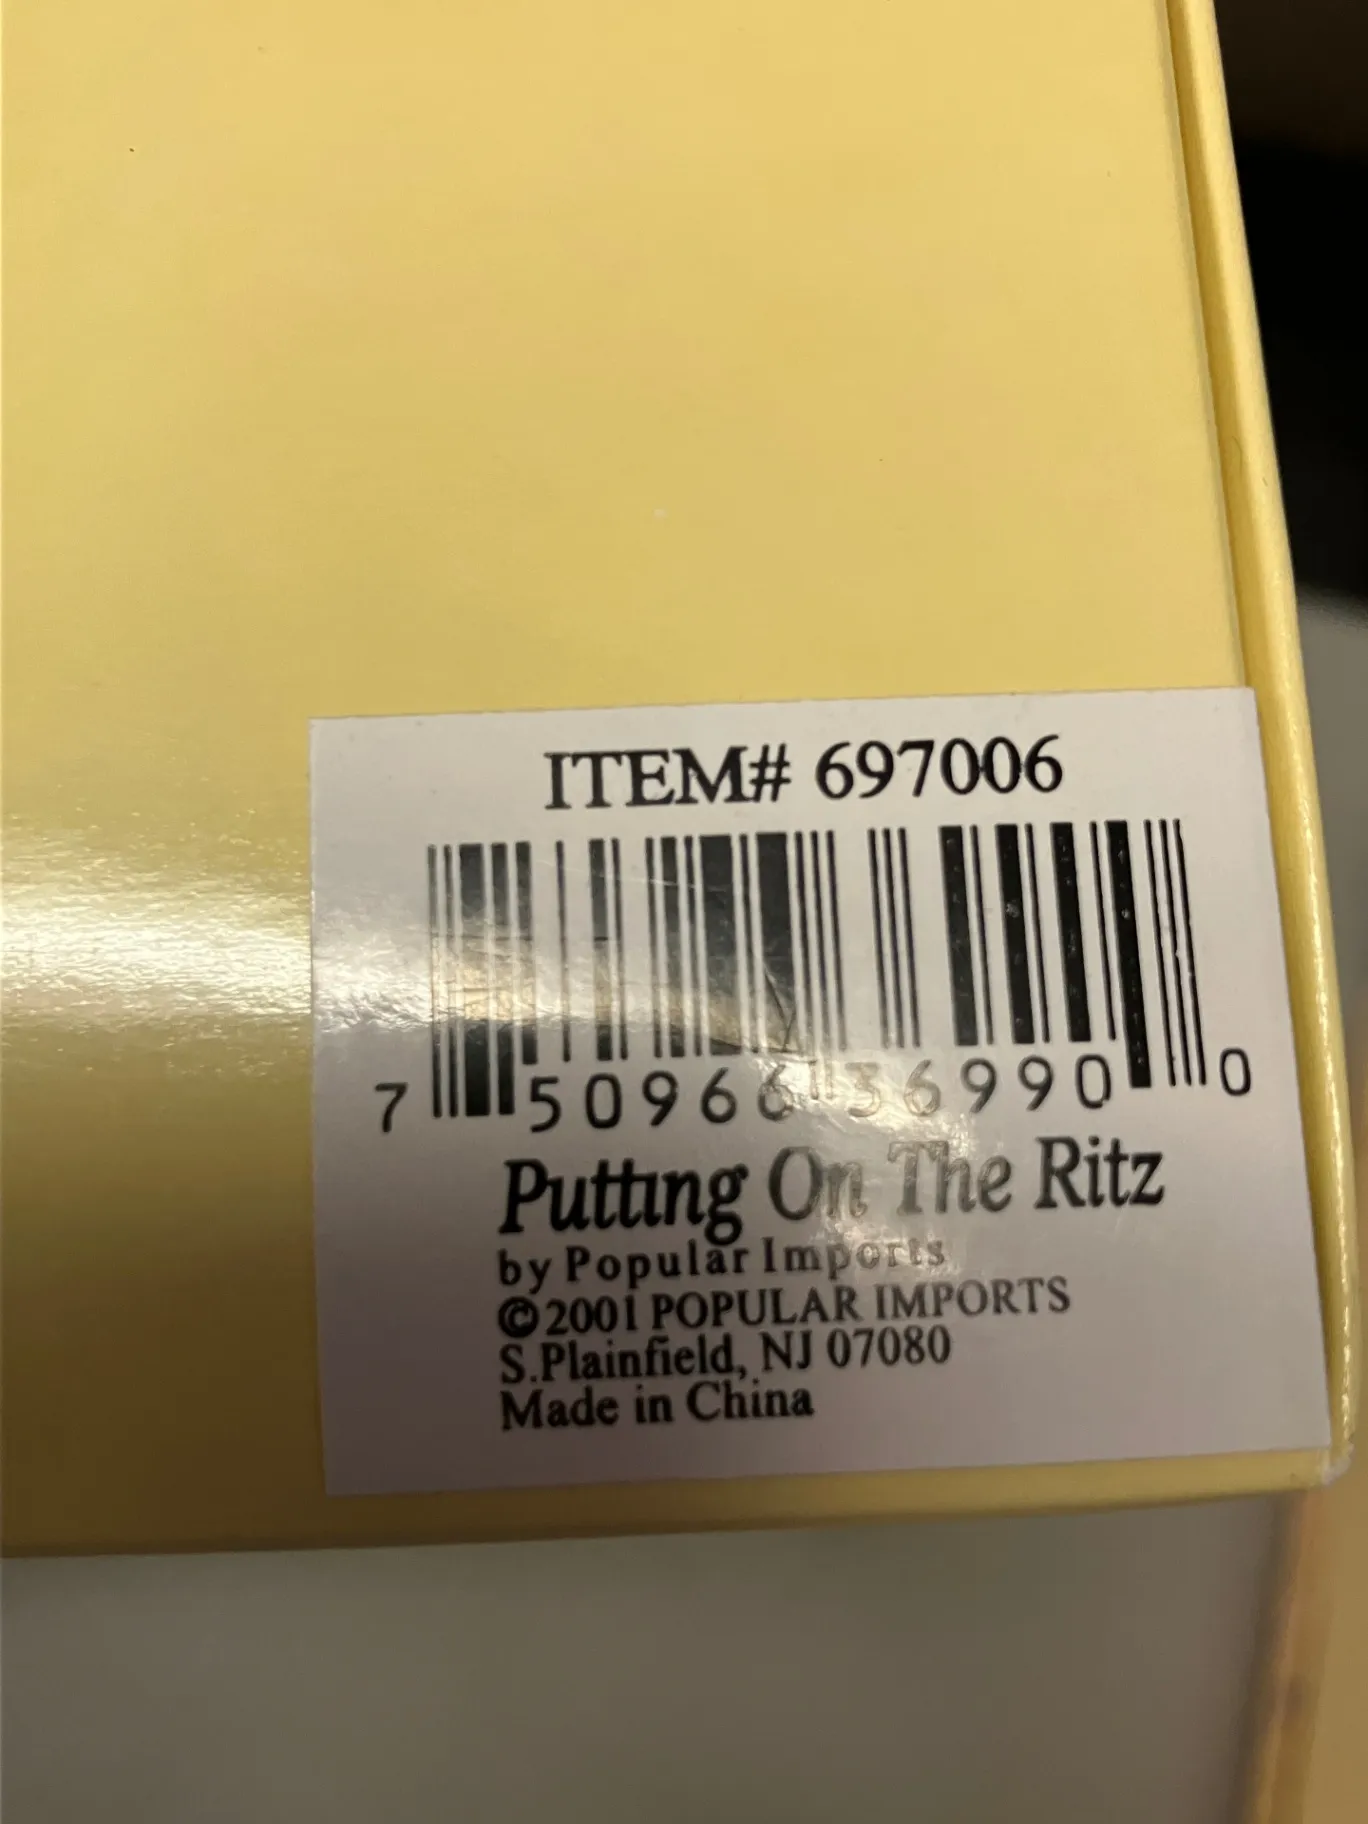 ITEM# 697006
7 50966 36990 0
Putting On The Ritz
by Popular Imports
©2001 POPULAR IMPORTS
S.Plainfield, NJ 07080
Made in China